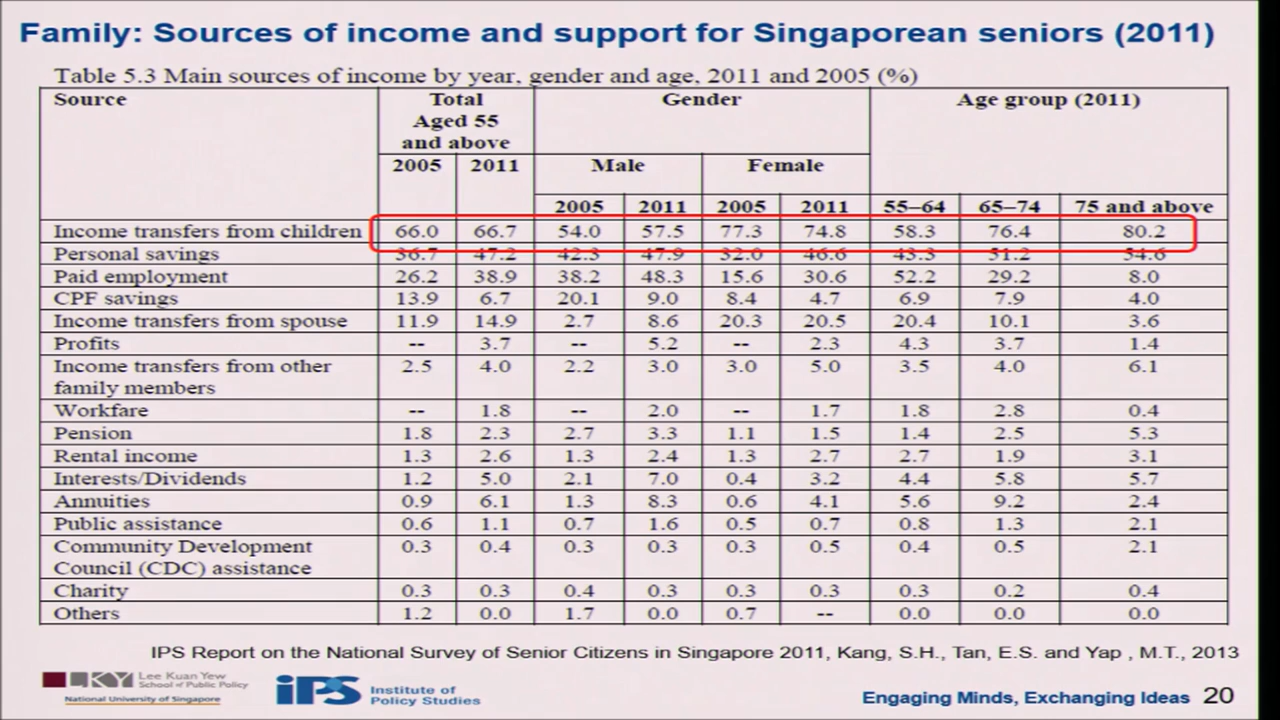 Family: Sources of income and support for Singaporean seniors (2011)
Table 5.3 Main sources of income by year, gender and age, 2011 and 2005 (%)
Source Total Aged 55 and above Gender Age group (2011)
2005 2011 Male Female
2005 2011 2005 2011 55–64 65–74 75 and above
Income transfers from children 66.0 66.7 54.0 57.5 77.3 74.8 58.3 76.4 80.2
Personal savings 36.7 47.2 42.3 47.9 32.0 46.6 43.3 51.2 54.6
Paid employment 26.2 38.9 38.2 48.3 15.6 30.6 52.2 29.2 8.0
CPF savings 13.9 6.7 20.1 9.0 8.4 4.7 6.9 7.9 4.0
Income transfers from spouse 11.9 14.9 2.7 8.6 20.3 20.5 20.4 10.1 3.6
Profits -- 3.7 -- 5.2 -- 2.3 4.3 3.7 1.4
Income transfers from other family members 2.5 4.0 2.2 3.0 3.0 5.0 3.5 4.0 6.1
Workfare -- 1.8 -- 2.0 -- 1.7 1.8 2.8 0.4
Pension 1.8 2.3 2.7 3.3 1.1 1.5 1.4 2.5 5.3
Rental income 1.3 2.6 1.3 2.4 1.3 2.7 2.7 1.9 3.1
Interests/Dividends 1.2 5.0 2.1 7.0 0.4 3.2 4.4 5.8 5.7
Annuities 0.9 6.1 1.3 8.3 0.6 4.1 5.6 9.2 2.4
Public assistance 0.6 1.1 0.7 1.6 0.5 0.7 0.8 1.3 2.1
Community Development Council (CDC) assistance 0.3 0.4 0.3 0.3 0.3 0.5 0.4 0.5 2.1
Charity 0.3 0.3 0.4 0.3 0.3 0.3 0.3 0.2 0.4
Others 1.2 0.0 1.7 0.0 0.7 -- 0.0 0.0 0.0
IPS Report on the National Survey of Senior Citizens in Singapore 2011, Kang, S.H., Tan, E.S. and Yap , M.T., 2013
LKY Lee Kuan Yew
School of Public Policy
National University of Singapore
iPS Institute of
Policy Studies
Engaging Minds, Exchanging Ideas 20